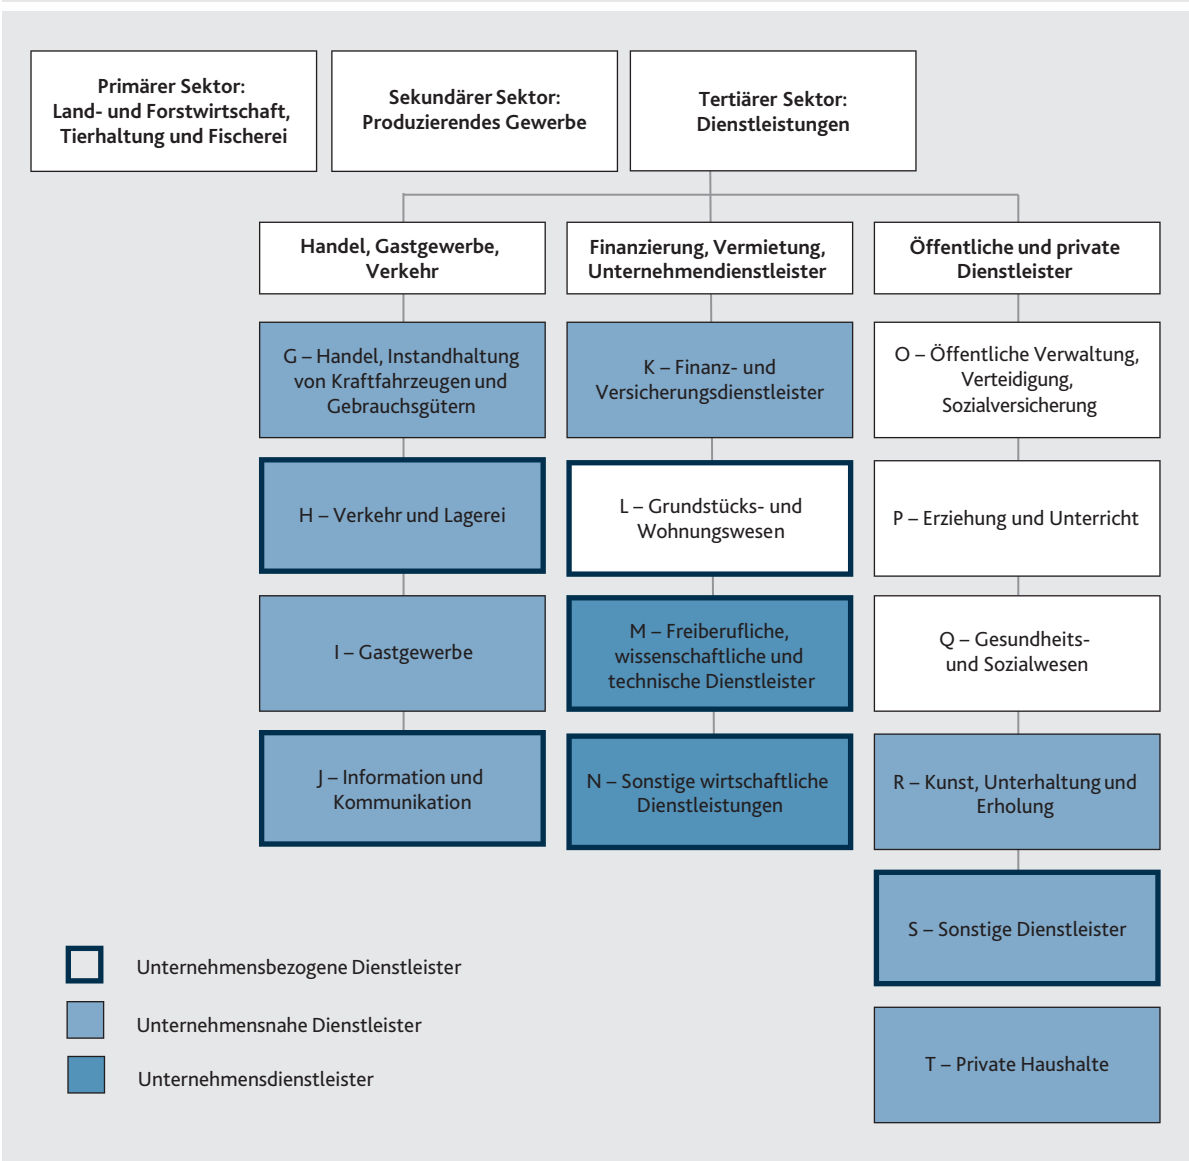 Primärer Sektor:
Land- und Forstwirtschaft,
Tierhaltung und Fischerei
Sekundärer Sektor:
Produzierendes Gewerbe
Tertiärer Sektor:
Dienstleistungen
Handel, Gastgewerbe,
Verkehr
Finanzierung, Vermietung,
Unternehmendienstleister
Öffentliche und private
Dienstleister
G – Handel, Instandhaltung
von Kraftfahrzeugen und
Gebrauchsgütern
K – Finanz- und
Versicherungsdienstleister
O – Öffentliche Verwaltung,
Verteidigung,
Sozialversicherung
H – Verkehr und Lagerei
L – Grundstücks- und
Wohnungswesen
P – Erziehung und Unterricht
I – Gastgewerbe
M – Freiberufliche,
wissenschaftliche und
technische Dienstleister
Q – Gesundheits-
und Sozialwesen
J – Information und
Kommunikation
N – Sonstige wirtschaftliche
Dienstleistungen
R – Kunst, Unterhaltung und
Erholung
S – Sonstige Dienstleister
T – Private Haushalte
Unternehmensbezogene Dienstleister
Unternehmensnahe Dienstleister
Unternehmensdienstleister